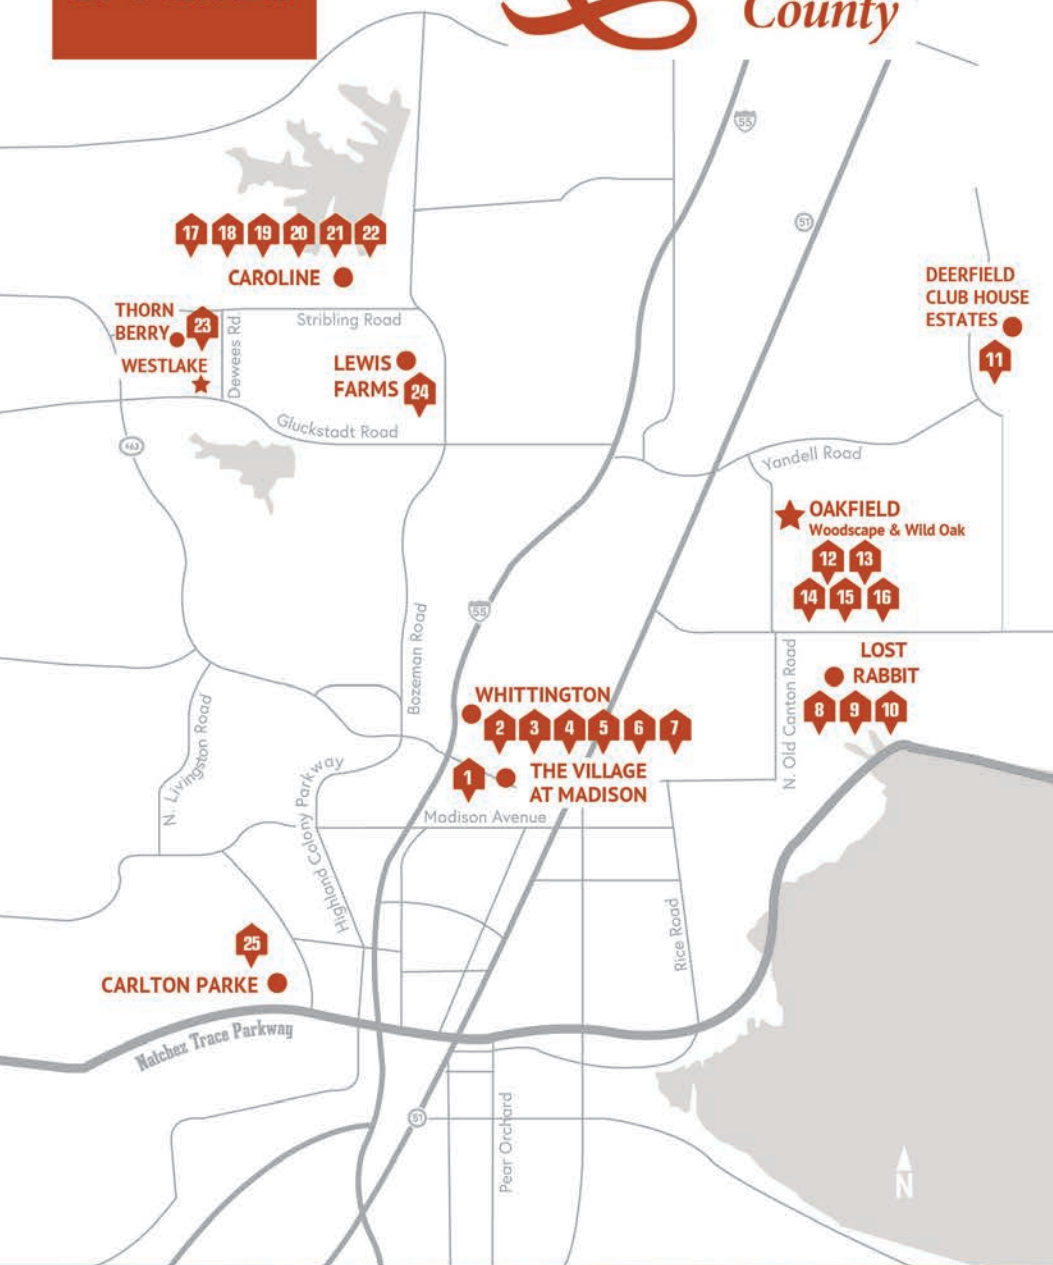 County
55
51
17 18 19 20 21 22
CAROLINE
DEERFIELD
CLUB HOUSE
ESTATES
11
THORN
BERRY
23
WESTLAKE
Dewees Rd.
Stribling Road
LEWIS
FARMS
24
Gluckstadt Road
463
Yandell Road
OAKFIELD
Woodscape & Wild Oak
12 13
14 15 16
55
Bozeman Road
LOST
RABBIT
8 9 10
N. Old Canton Road
WHITTINGTON
2 3 4 5 6 7
1
THE VILLAGE
AT MADISON
N. Livingston Road
Highland Colony Parkway
Madison Avenue
Rice Road
25
CARLTON PARKE
Natchez Trace Parkway
51
Pear Orchard
N